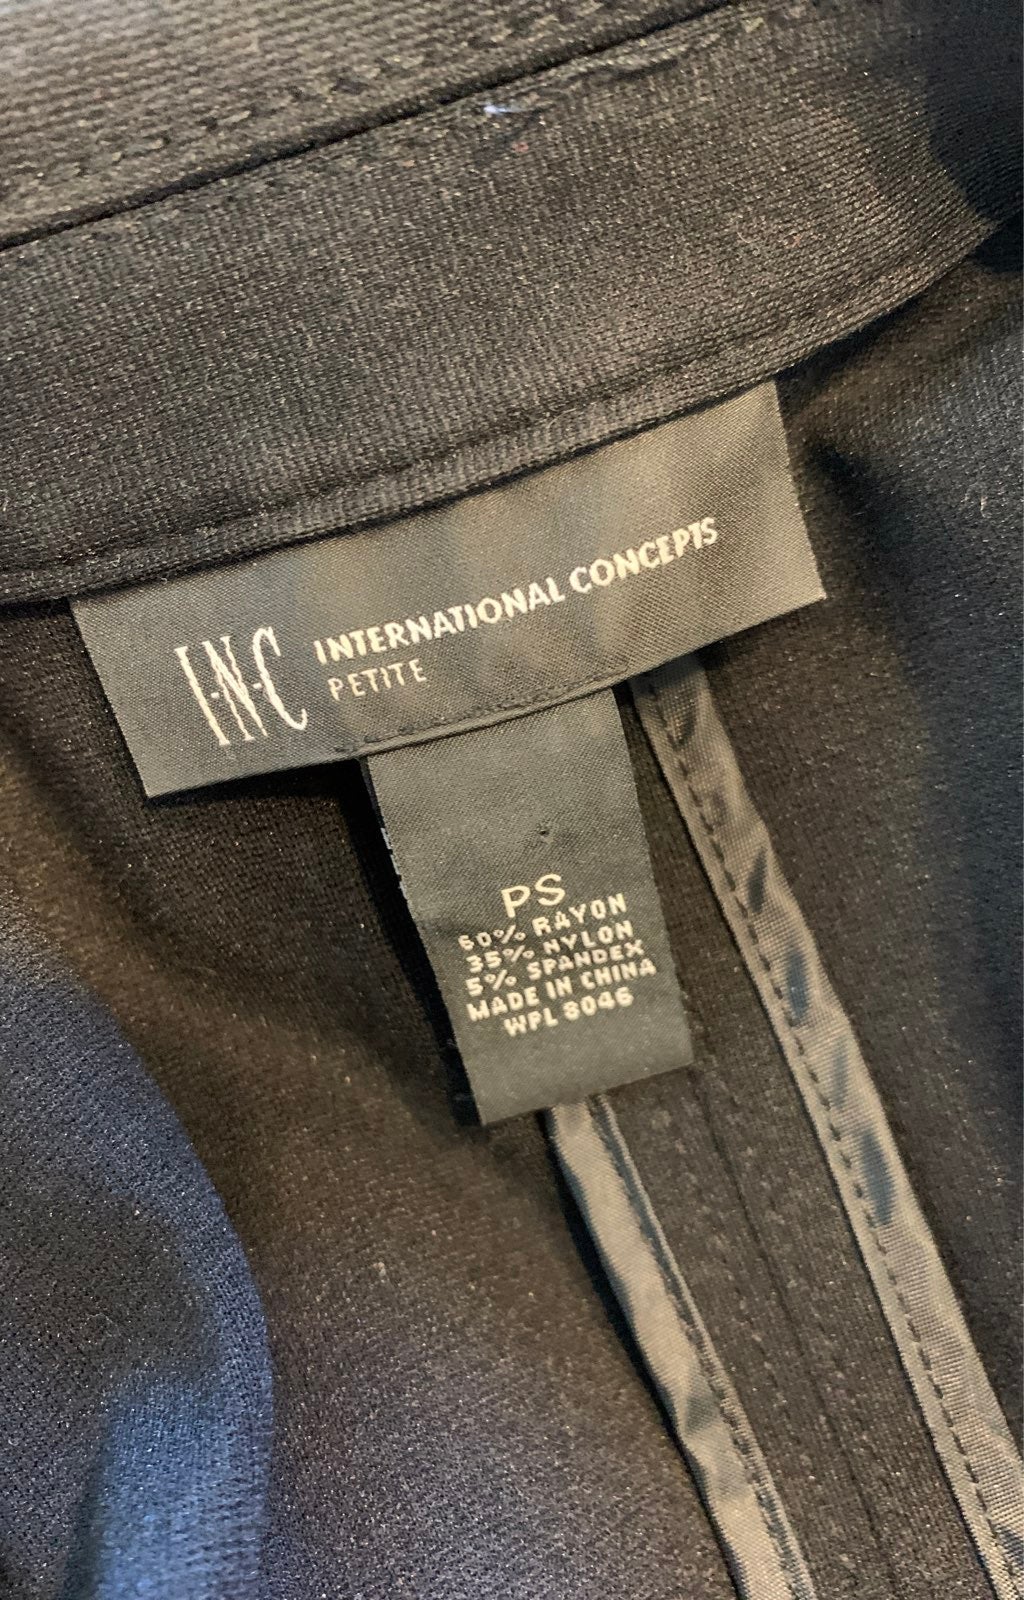 I·N·C INTERNATIONAL CONCEPTS
PETITE
PS
60% RAYON
35% NYLON
5% SPANDEX
MADE IN CHINA
WPL 8046